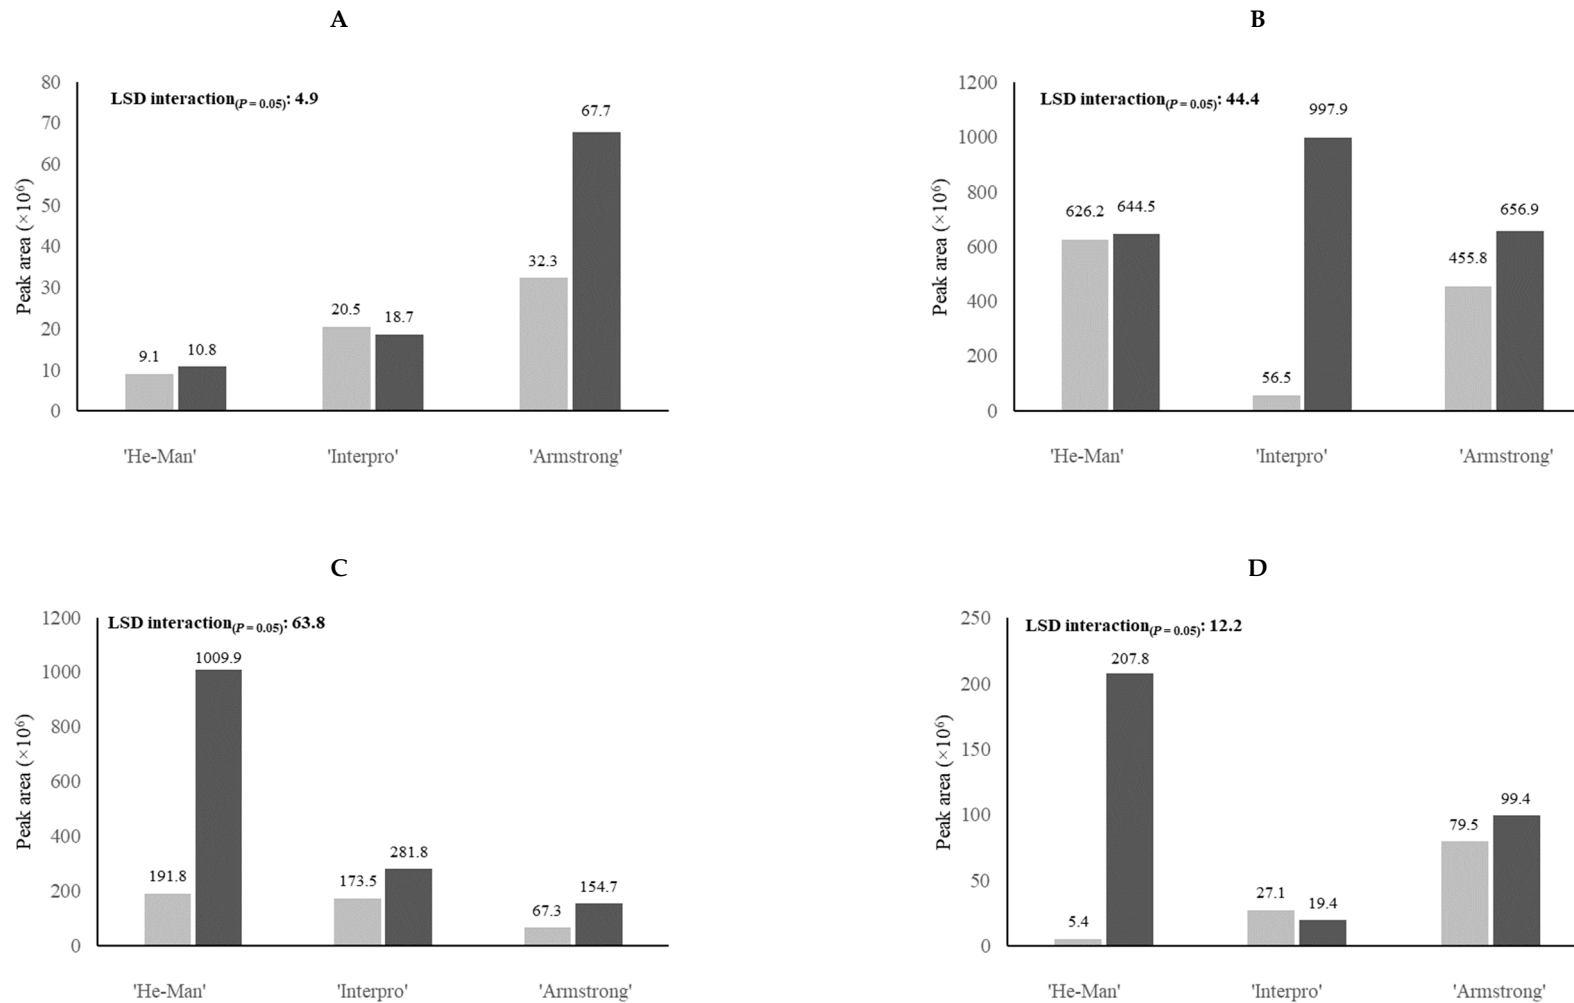 A
80
70
60
50
40
30
20
10
0
Peak area (×10⁶)
LSD interaction(P = 0.05): 4.9
9.1
10.8
20.5
18.7
32.3
67.7
'He-Man'
'Interpro'
'Armstrong'
B
1200
1000
800
600
400
200
0
Peak area (×10⁶)
LSD interaction(P = 0.05): 44.4
626.2
644.5
56.5
997.9
455.8
656.9
'He-Man'
'Interpro'
'Armstrong'
C
1200
1000
800
600
400
200
0
Peak area (×10⁶)
LSD interaction(P = 0.05): 63.8
191.8
1009.9
173.5
281.8
67.3
154.7
'He-Man'
'Interpro'
'Armstrong'
D
250
200
150
100
50
0
Peak area (×10⁶)
LSD interaction(P = 0.05): 12.2
5.4
207.8
27.1
19.4
79.5
99.4
'He-Man'
'Interpro'
'Armstrong'